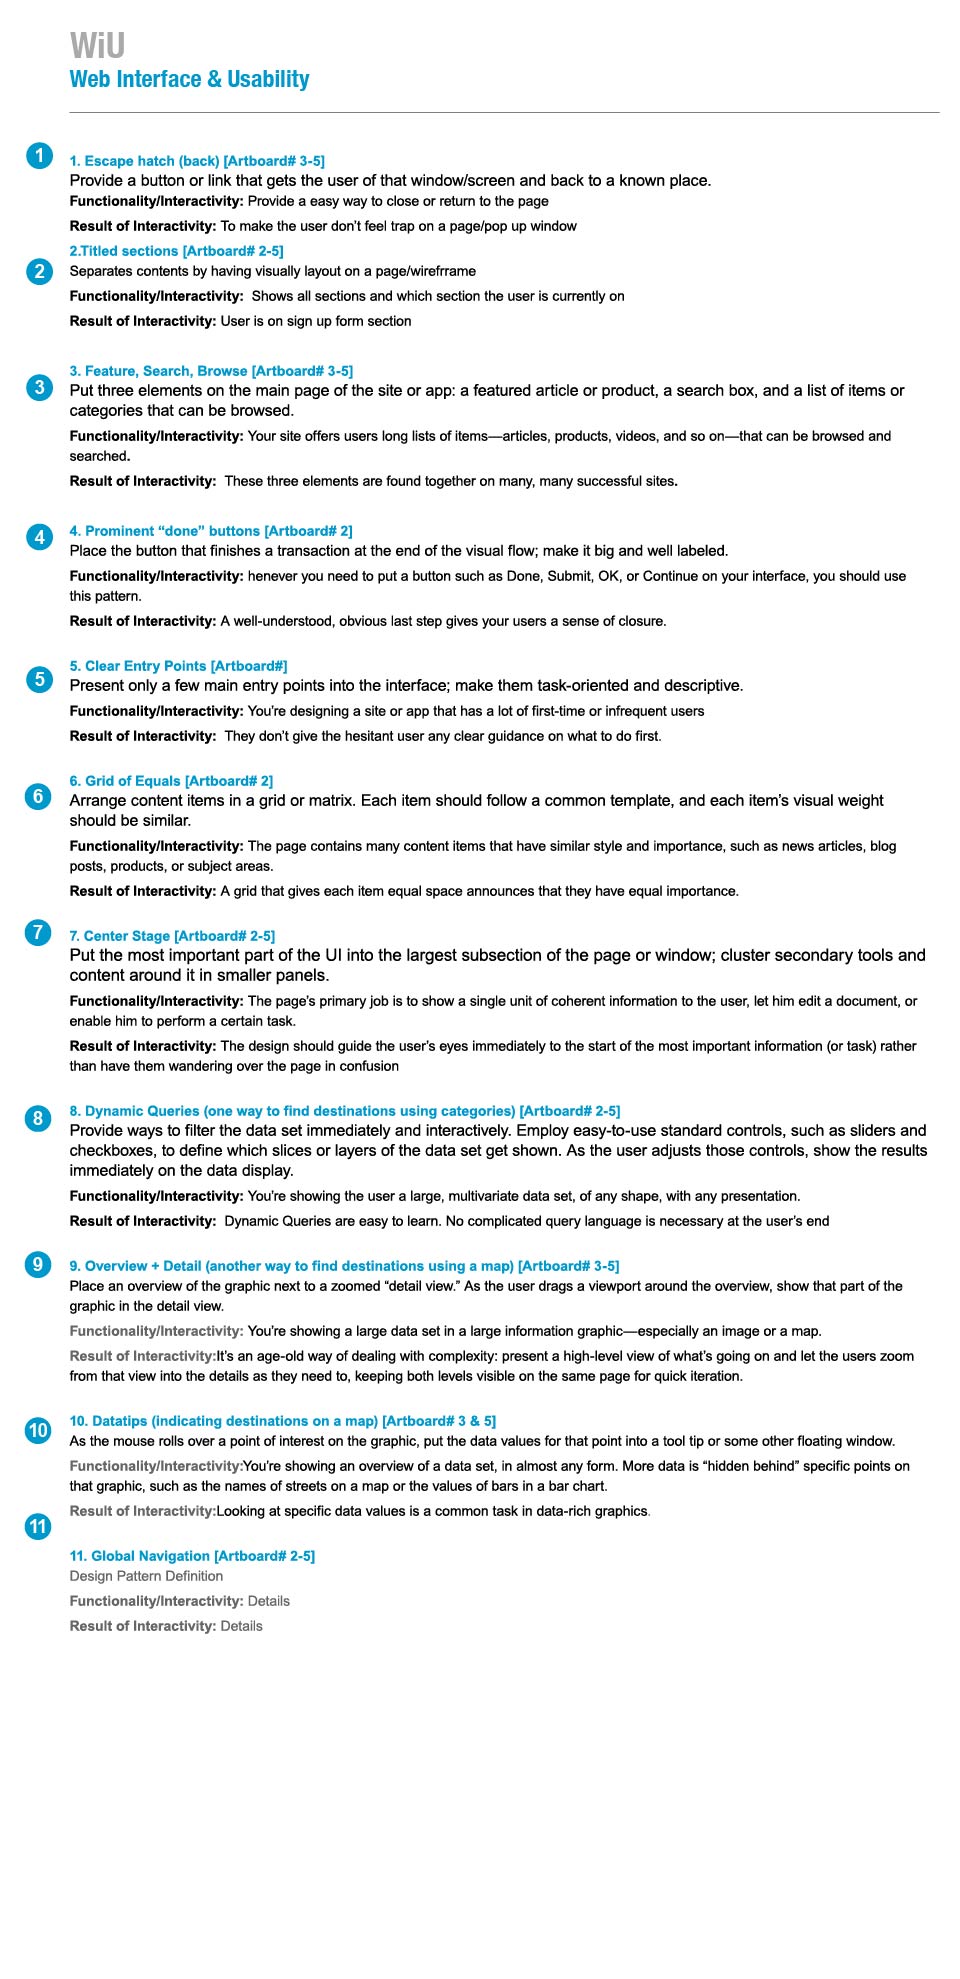 WiU
Web Interface & Usability
1
1. Escape hatch (back) [Artboard# 3-5]
Provide a button or link that gets the user of that window/screen and back to a known place.
Functionality/Interactivity: Provide a easy way to close or return to the page
Result of Interactivity: To make the user don’t feel trap on a page/pop up window
2
2.Titled sections [Artboard# 2-5]
Separates contents by having visually layout on a page/wirefrrame
Functionality/Interactivity: Shows all sections and which section the user is currently on
Result of Interactivity: User is on sign up form section
3
3. Feature, Search, Browse [Artboard# 3-5]
Put three elements on the main page of the site or app: a featured article or product, a search box, and a list of items or
categories that can be browsed.
Functionality/Interactivity: Your site offers users long lists of items—articles, products, videos, and so on—that can be browsed and
searched.
Result of Interactivity: These three elements are found together on many, many successful sites.
4
4. Prominent “done” buttons [Artboard# 2]
Place the button that finishes a transaction at the end of the visual flow; make it big and well labeled.
Functionality/Interactivity: henever you need to put a button such as Done, Submit, OK, or Continue on your interface, you should use
this pattern.
Result of Interactivity: A well-understood, obvious last step gives your users a sense of closure.
5
5. Clear Entry Points [Artboard#]
Present only a few main entry points into the interface; make them task-oriented and descriptive.
Functionality/Interactivity: You’re designing a site or app that has a lot of first-time or infrequent users
Result of Interactivity: They don’t give the hesitant user any clear guidance on what to do first.
6
6. Grid of Equals [Artboard# 2]
Arrange content items in a grid or matrix. Each item should follow a common template, and each item’s visual weight
should be similar.
Functionality/Interactivity: The page contains many content items that have similar style and importance, such as news articles, blog
posts, products, or subject areas.
Result of Interactivity: A grid that gives each item equal space announces that they have equal importance.
7
7. Center Stage [Artboard# 2-5]
Put the most important part of the UI into the largest subsection of the page or window; cluster secondary tools and
content around it in smaller panels.
Functionality/Interactivity: The page’s primary job is to show a single unit of coherent information to the user, let him edit a document, or
enable him to perform a certain task.
Result of Interactivity: The design should guide the user’s eyes immediately to the start of the most important information (or task) rather
than have them wandering over the page in confusion
8
8. Dynamic Queries (one way to find destinations using categories) [Artboard# 2-5]
Provide ways to filter the data set immediately and interactively. Employ easy-to-use standard controls, such as sliders and
checkboxes, to define which slices or layers of the data set get shown. As the user adjusts those controls, show the results
immediately on the data display.
Functionality/Interactivity: You’re showing the user a large, multivariate data set, of any shape, with any presentation.
Result of Interactivity: Dynamic Queries are easy to learn. No complicated query language is necessary at the user’s end
9
9. Overview + Detail (another way to find destinations using a map) [Artboard# 3-5]
Place an overview of the graphic next to a zoomed “detail view.” As the user drags a viewport around the overview, show that part of the
graphic in the detail view.
Functionality/Interactivity: You’re showing a large data set in a large information graphic—especially an image or a map.
Result of Interactivity:It’s an age-old way of dealing with complexity: present a high-level view of what’s going on and let the users zoom
from that view into the details as they need to, keeping both levels visible on the same page for quick iteration.
10
10. Datatips (indicating destinations on a map) [Artboard# 3 & 5]
As the mouse rolls over a point of interest on the graphic, put the data values for that point into a tool tip or some other floating window.
Functionality/Interactivity:You’re showing an overview of a data set, in almost any form. More data is “hidden behind” specific points on
that graphic, such as the names of streets on a map or the values of bars in a bar chart.
Result of Interactivity:Looking at specific data values is a common task in data-rich graphics.
11
11. Global Navigation [Artboard# 2-5]
Design Pattern Definition
Functionality/Interactivity: Details
Result of Interactivity: Details